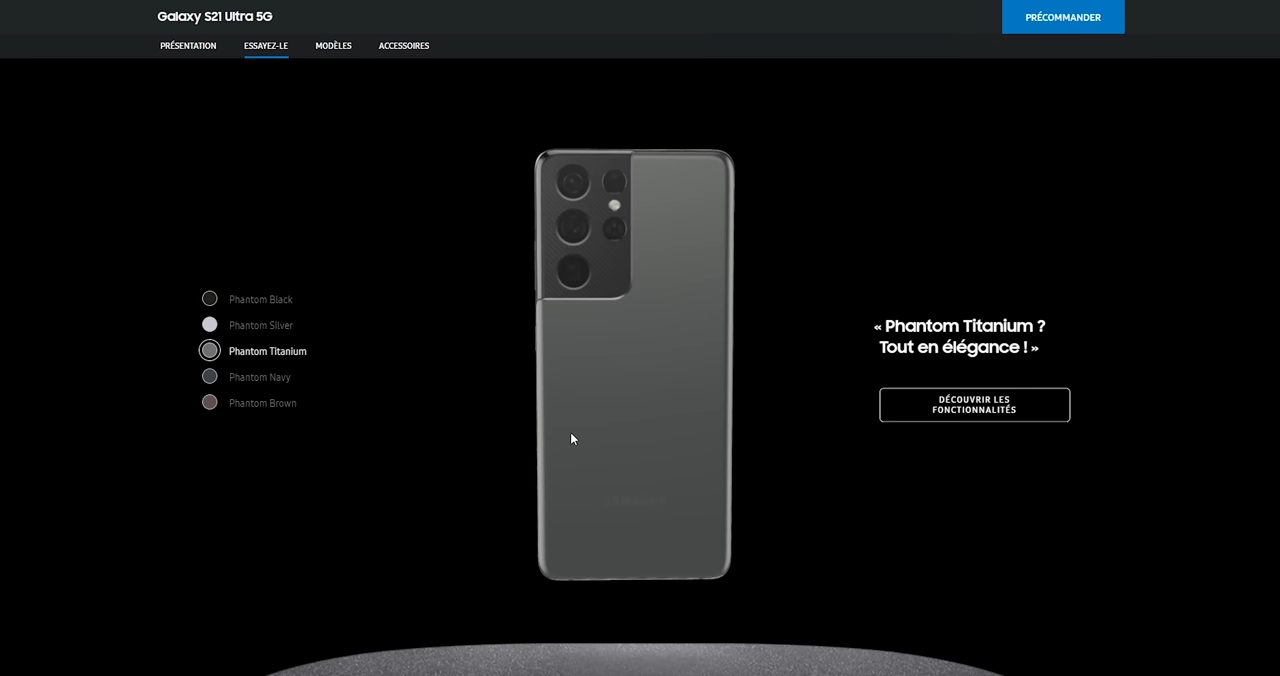 Galaxy S21 Ultra 5G
PRÉCOMMANDER
PRÉSENTATION ESSAYEZ-LE MODÈLES ACCESSOIRES
Phantom Black
Phantom Silver
Phantom Titanium
Phantom Navy
Phantom Brown
« Phantom Titanium ?
Tout en élégance ! »
DÉCOUVRIR LES
FONCTIONNALITÉS